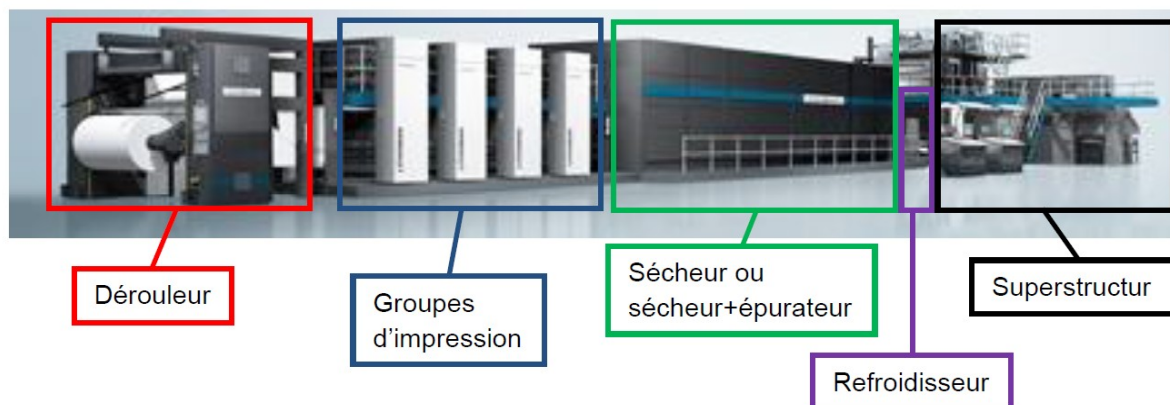 Dérouleur
Groupes
d’impression
Sécheur ou
sécheur+épurateur
Superstructur
Refroidisseur